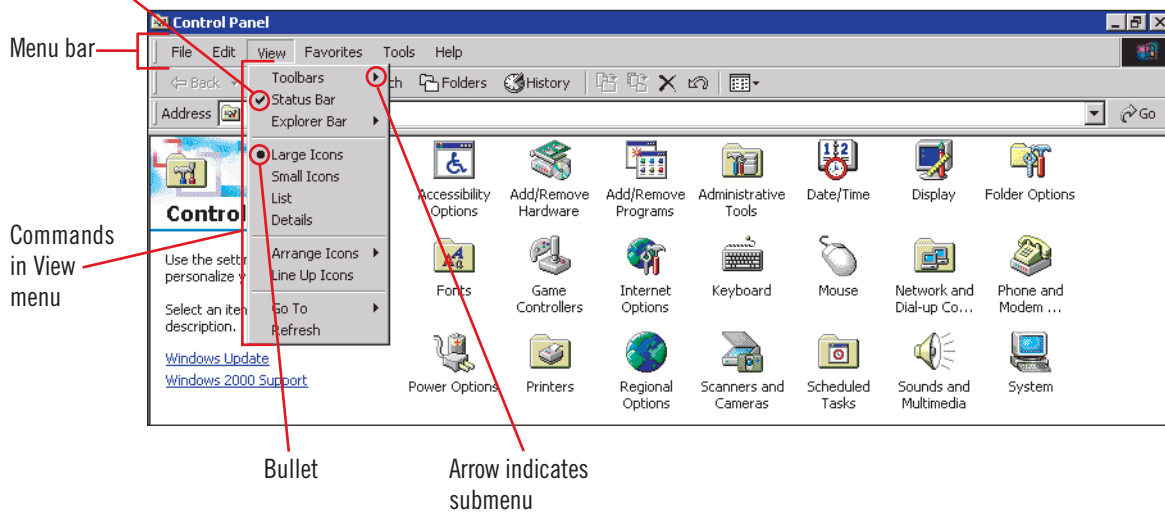 Control Panel
Menu bar
File Edit View Favorites Tools Help
Back ch Folders History
Toolbars
Status Bar
Explorer Bar
Large Icons
Small Icons
List
Details
Arrange Icons
Line Up Icons
Go To
Refresh
Commands
in View
menu
Address Go
Control
Use the sett
personalize y
Select an iten
description.
Windows Update
Windows 2000 Support
Accessibility
Options
Add/Remove
Hardware
Add/Remove
Programs
Administrative
Tools
Date/Time
Display
Folder Options
Fonts
Game
Controllers
Internet
Options
Keyboard
Mouse
Network and
Dial-up Co...
Phone and
Modem ...
Power Options
Printers
Regional
Options
Scanners and
Cameras
Scheduled
Tasks
Sounds and
Multimedia
System
Bullet
Arrow indicates
submenu